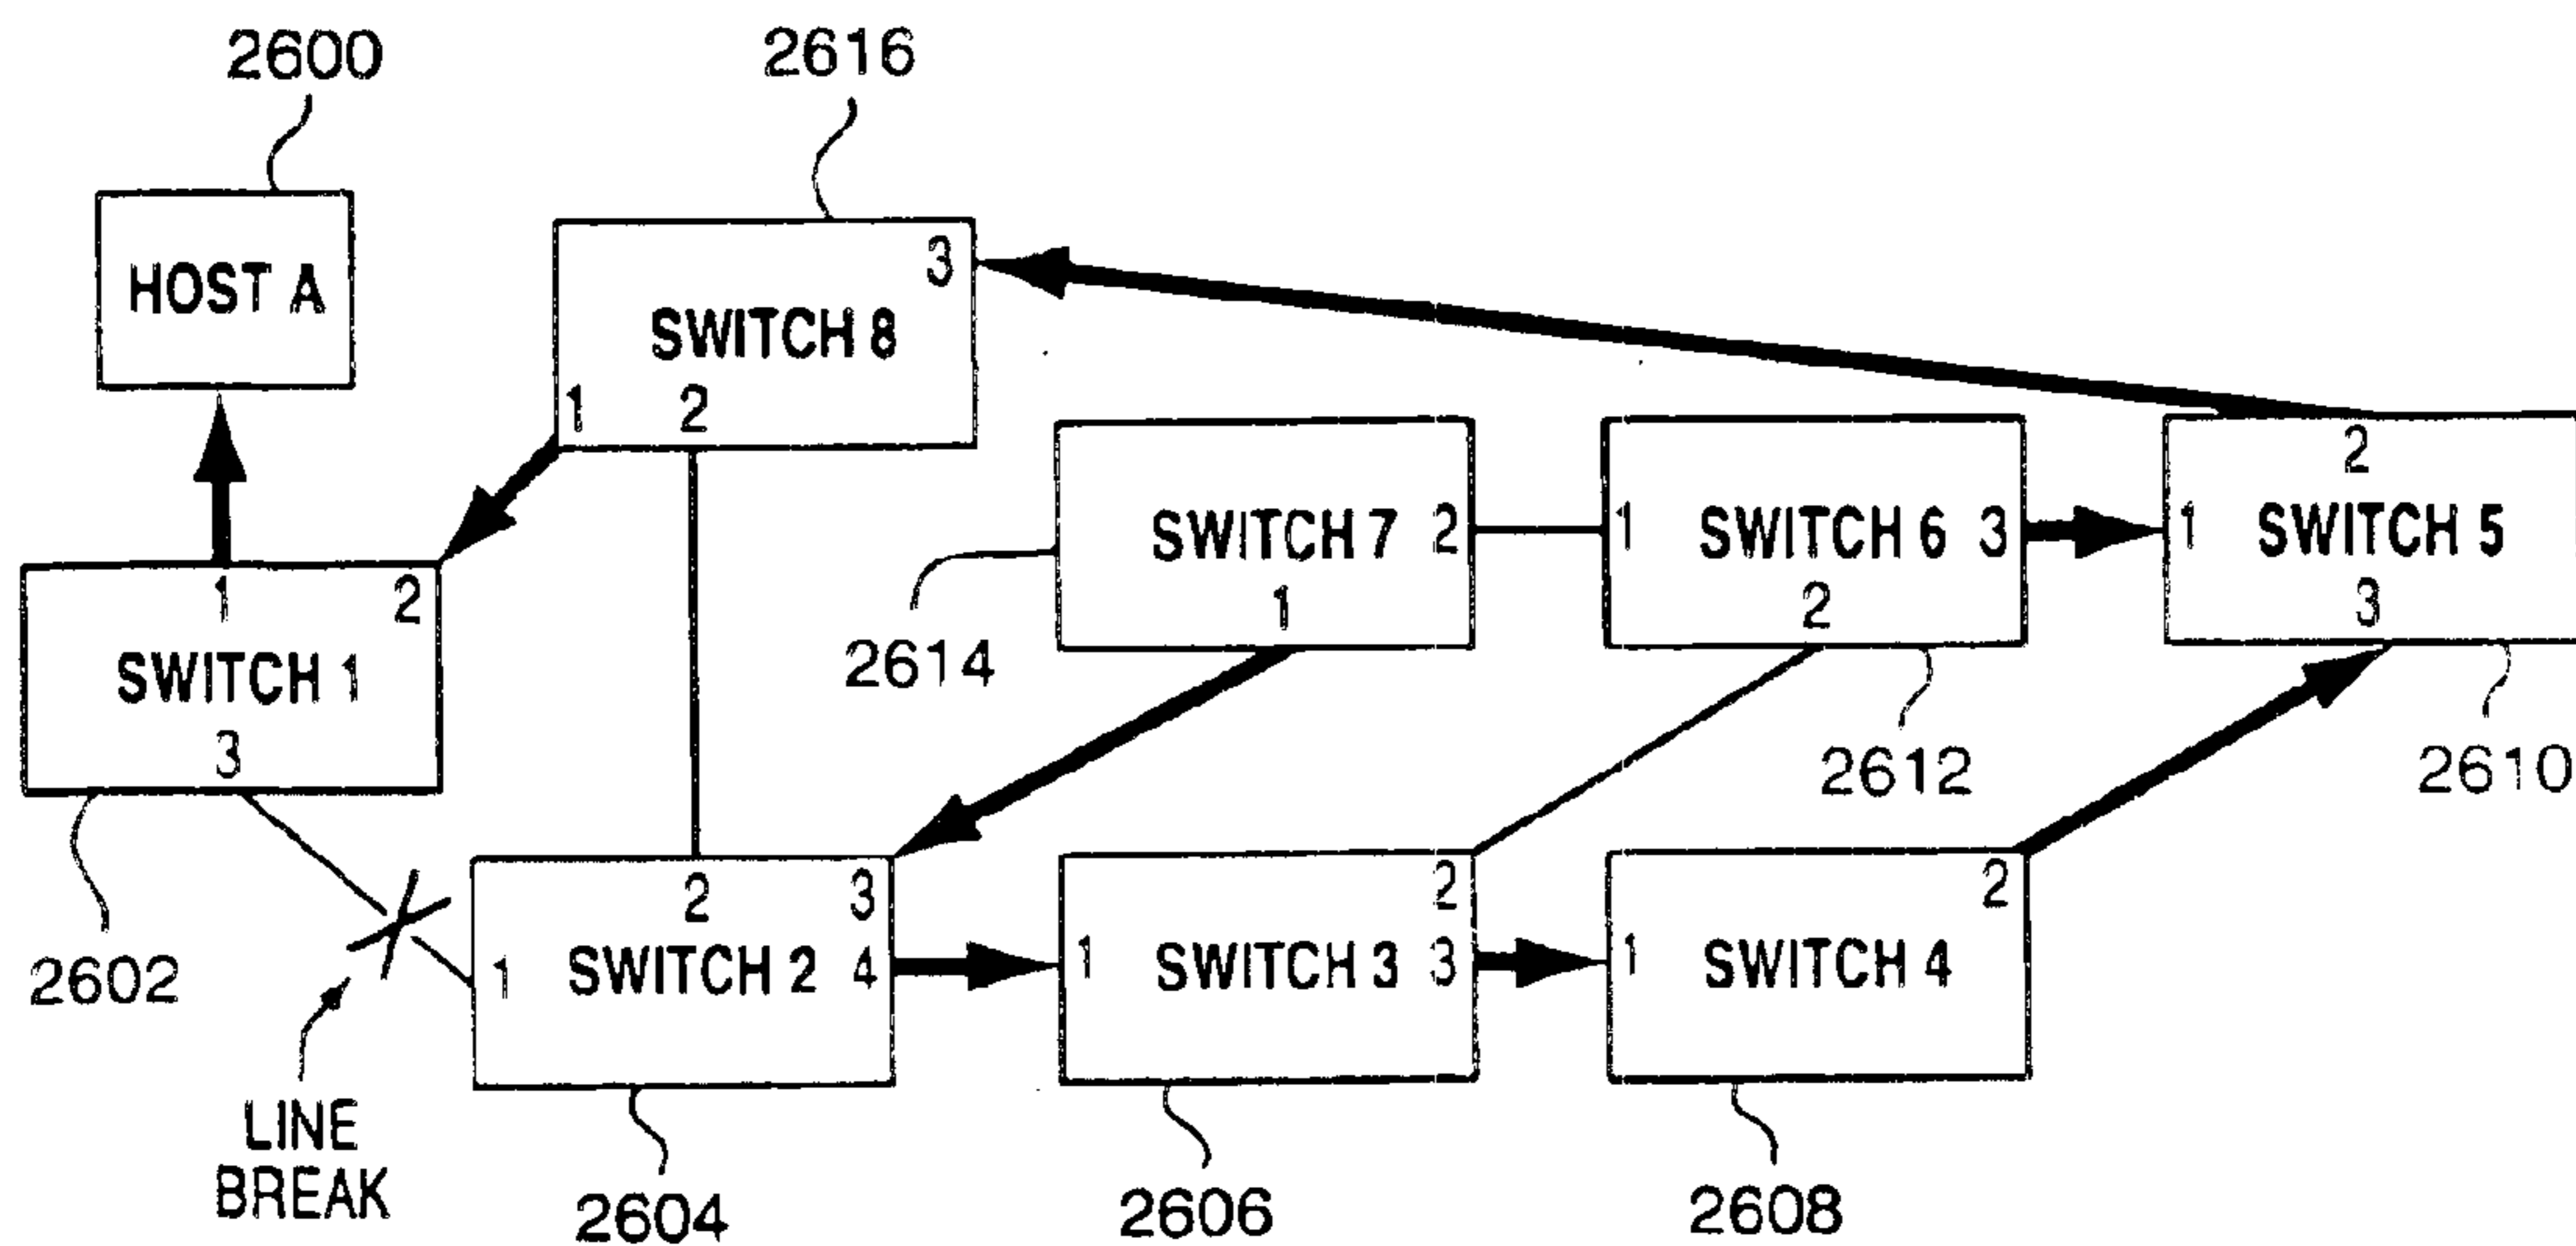 2600
2616
HOST A
3
SWITCH 8
1 2
2
1 2
SWITCH 7 2
1
1 SWITCH 6 3
2
1 SWITCH 5
3
SWITCH 1
3
2614
2612
2610
2 3
SWITCH 2 4
1
2
1 SWITCH 3 3
2
1 SWITCH 4
2602
LINE
BREAK
2604
2606
2608